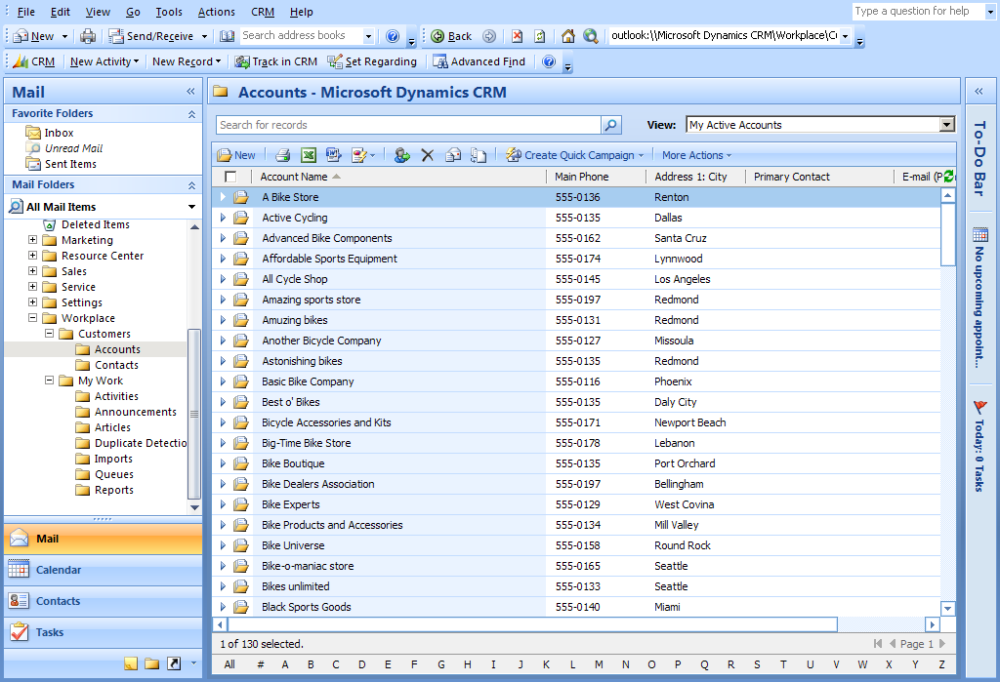 File Edit View Go Tools Actions CRM Help
Type a question for help
New Send/Receive Search address books Back outlook:\\Microsoft Dynamics CRM\Workplace\C
CRM New Activity New Record Track in CRM Set Regarding Advanced Find
Mail
Favorite Folders
Inbox
Unread Mail
Sent Items
Mail Folders
All Mail Items
Deleted Items
Marketing
Resource Center
Sales
Service
Settings
Workplace
Customers
Accounts
Contacts
My Work
Activities
Announcements
Articles
Duplicate Detectio
Imports
Queues
Reports
Mail
Calendar
Contacts
Tasks
Accounts - Microsoft Dynamics CRM
Search for records View: My Active Accounts
New Create Quick Campaign More Actions
Account Name Main Phone Address 1: City Primary Contact E-mail (P
A Bike Store 555-0136 Renton
Active Cycling 555-0135 Dallas
Advanced Bike Components 555-0162 Santa Cruz
Affordable Sports Equipment 555-0174 Lynnwood
All Cycle Shop 555-0145 Los Angeles
Amazing sports store 555-0197 Redmond
Amuzing bikes 555-0131 Redmond
Another Bicycle Company 555-0127 Missoula
Astonishing bikes 555-0135 Redmond
Basic Bike Company 555-0116 Phoenix
Best o' Bikes 555-0135 Daly City
Bicycle Accessories and Kits 555-0171 Newport Beach
Big-Time Bike Store 555-0178 Lebanon
Bike Boutique 555-0135 Port Orchard
Bike Dealers Association 555-0197 Bellingham
Bike Experts 555-0129 West Covina
Bike Products and Accessories 555-0134 Mill Valley
Bike Universe 555-0158 Round Rock
Bike-o-maniac store 555-0165 Seattle
Bikes unlimited 555-0133 Seattle
Black Sports Goods 555-0140 Miami
1 of 130 selected. Page 1
All # A B C D E F G H I J K L M N O P Q R S T U V W X Y Z
To-Do Bar
No upcoming appoint...
Today: 0 Tasks